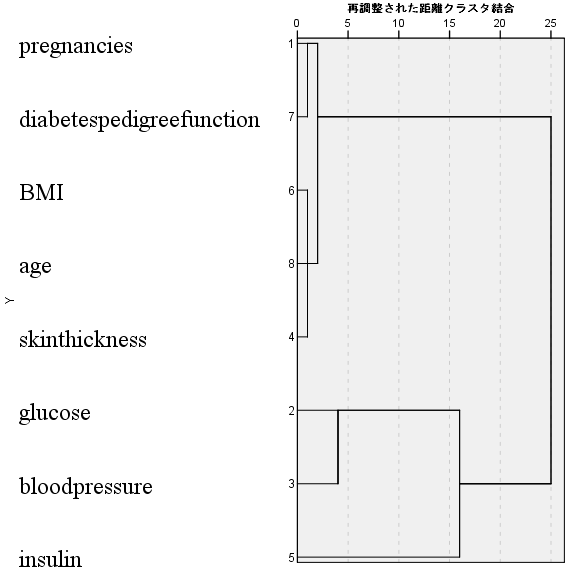 再調整された距離クラスタ結合
0 5 10 15 20 25
pregnancies 1
diabetespedigreefunction 7
BMI 6
age 8
Y
skinthickness 4
glucose 2
bloodpressure 3
insulin 5